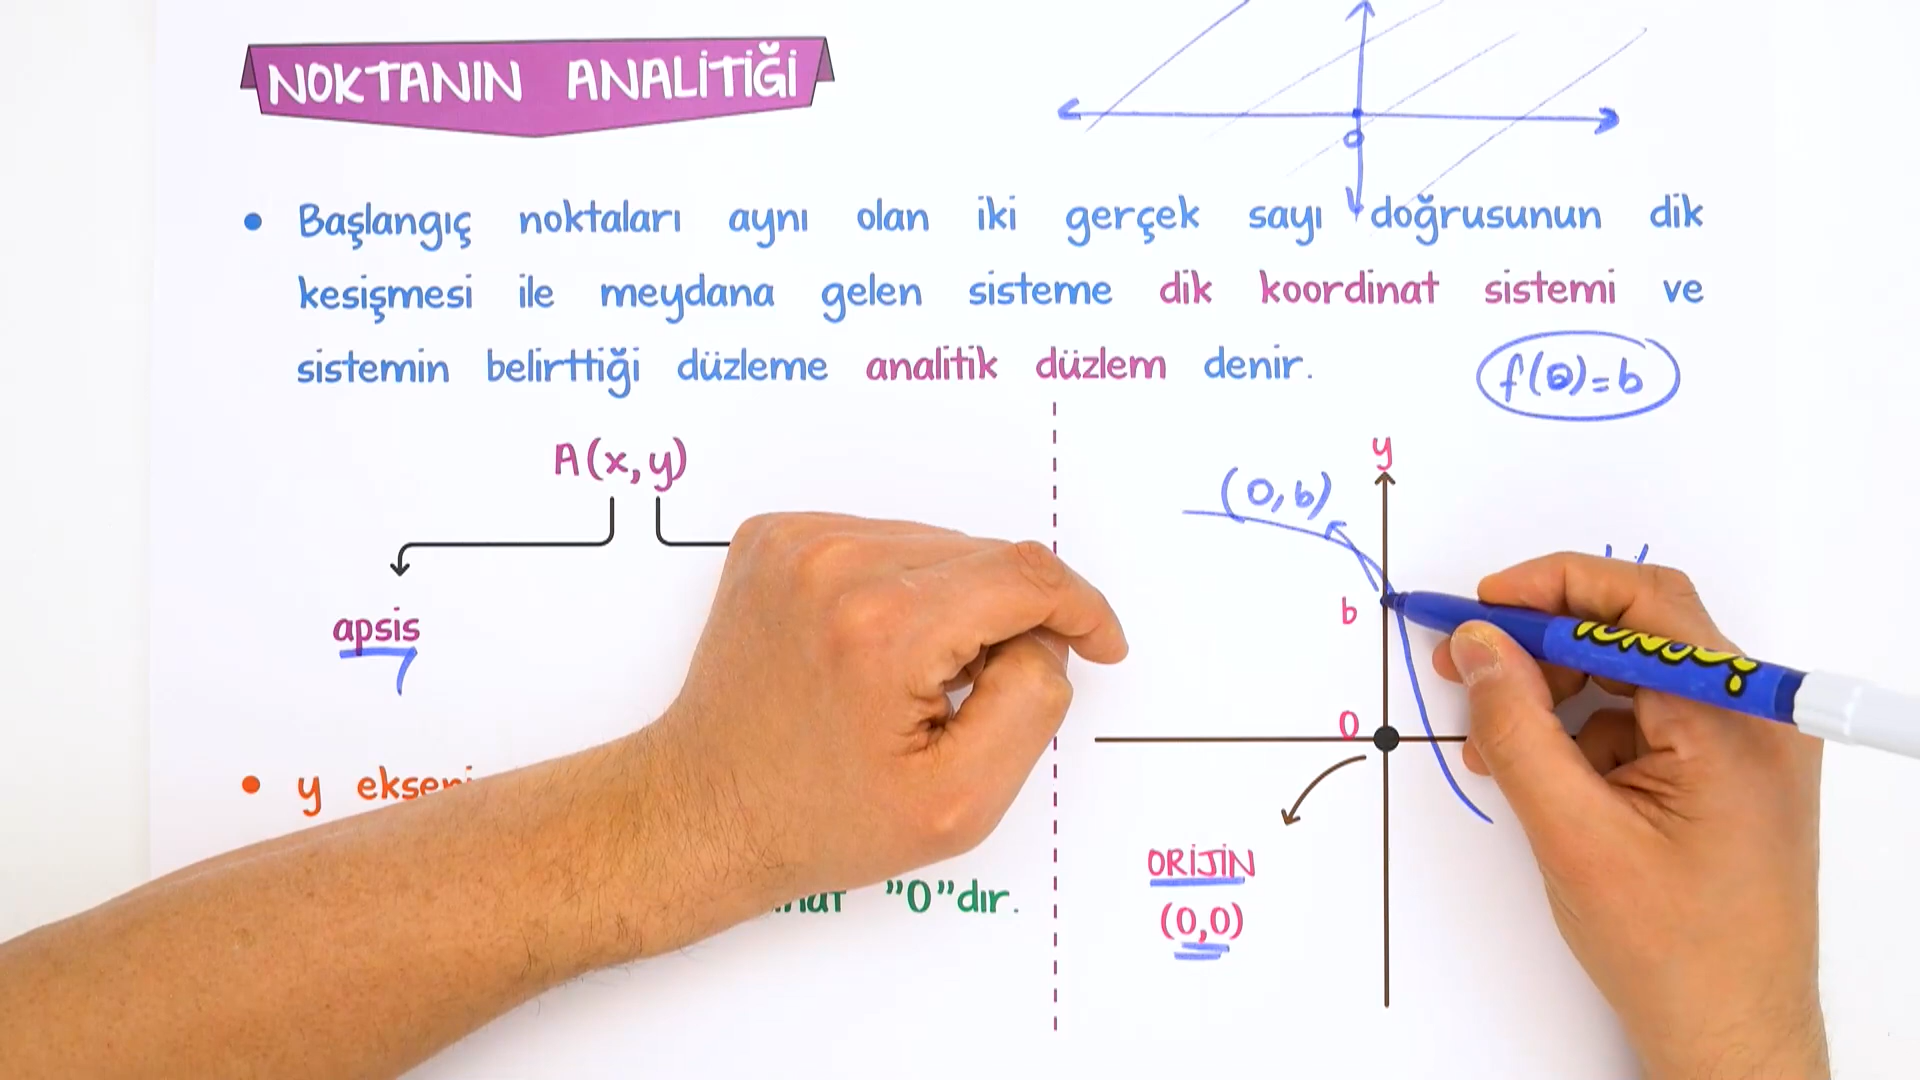 NOKTANIN ANALİTİĞİ
0
• Başlangıç noktaları aynı olan iki gerçek sayı doğrusunun dik
kesişmesi ile meydana gelen sisteme dik koordinat sistemi ve
sistemin belirttiği düzleme analitik düzlem denir.
f(0)=b
A(x,y)
apsis
y
(0,b)
b
0
ORİJİN
(0,0)
• y
"0"dır.